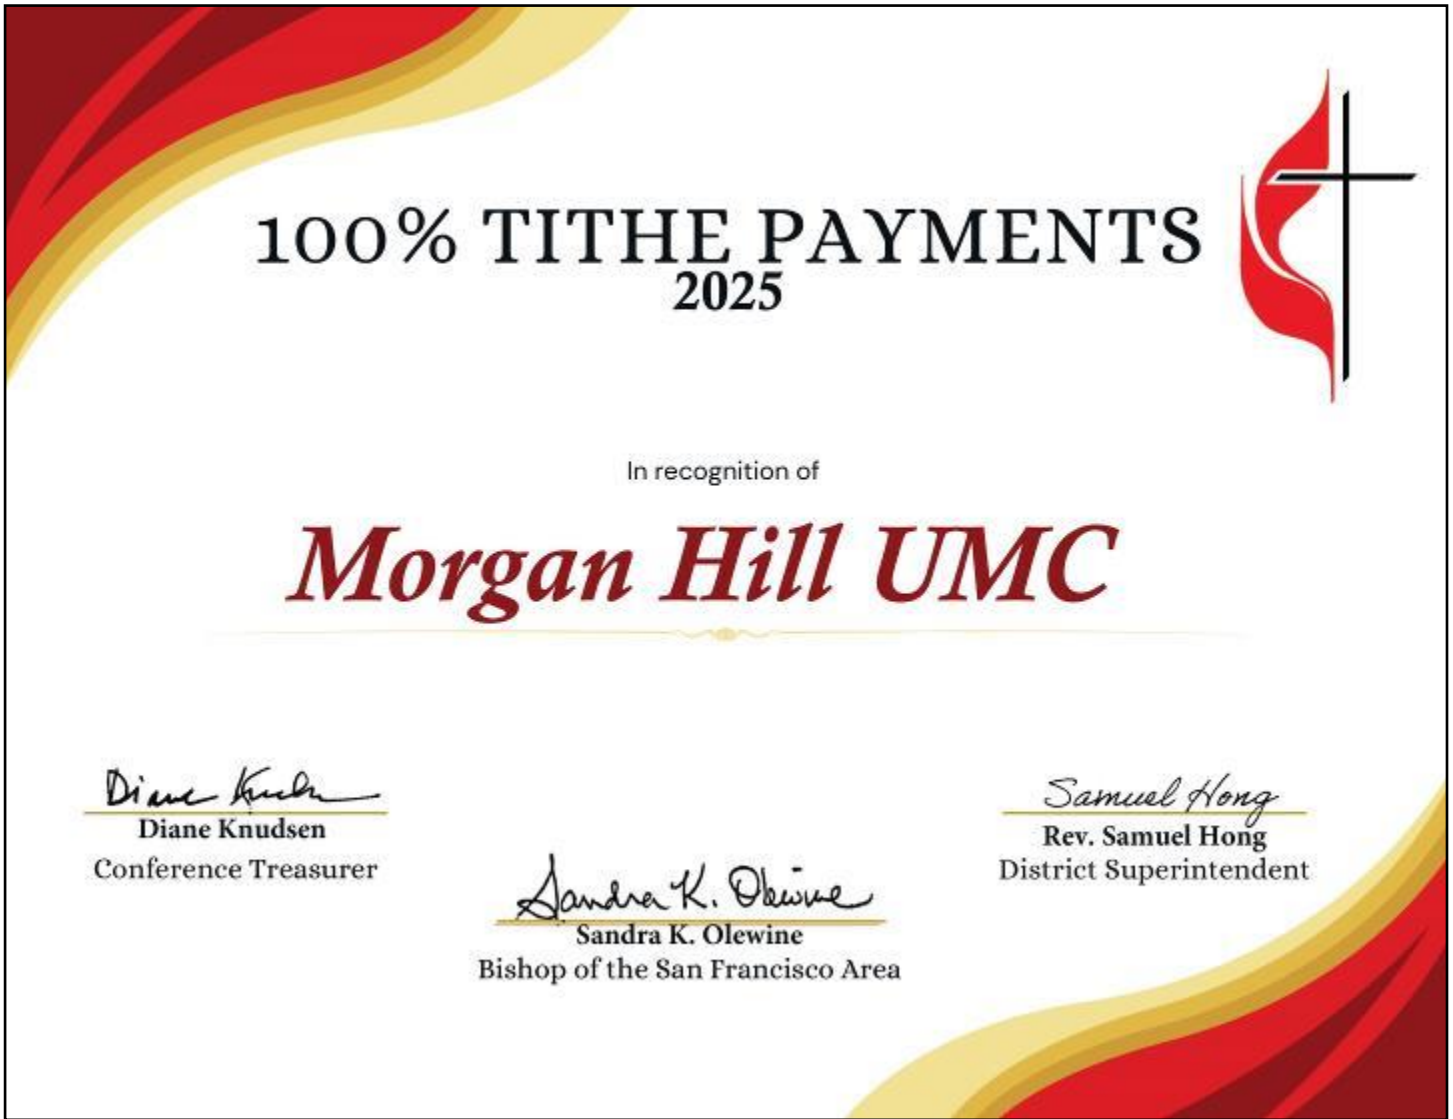 100% TITHE PAYMENTS
2025
In recognition of
Morgan Hill UMC
Diane Knudsen
Diane Knudsen
Conference Treasurer
Sandra K. Olewine
Sandra K. Olewine
Bishop of the San Francisco Area
Samuel Hong
Rev. Samuel Hong
District Superintendent